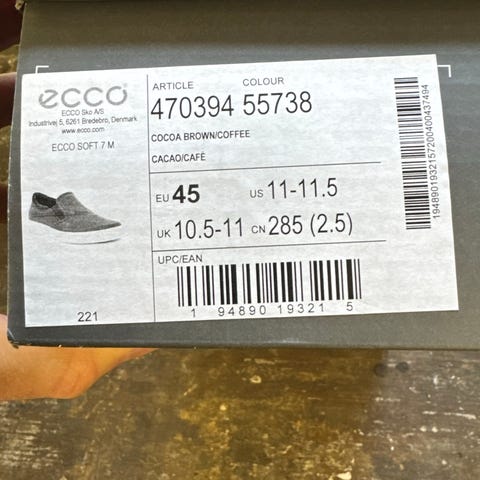 ecco
ECCO Sko A/S
Industrivej 5, 6261 Bredebro, Denmark
www.ecco.com
ECCO SOFT 7 M
221
ARTICLE COLOUR
470394 55738
COCOA BROWN/COFFEE
CACAO/CAFÉ
EU 45 US 11-11.5
UK 10.5-11 CN 285 (2.5)
UPC/EAN
1 94890 19321 5
194890193215720040043749​4